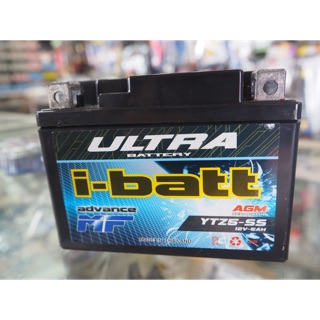 ULTRA
BATTERY
i-batt
advance
MF
AGM
YTZ5-SS
12V-5AH